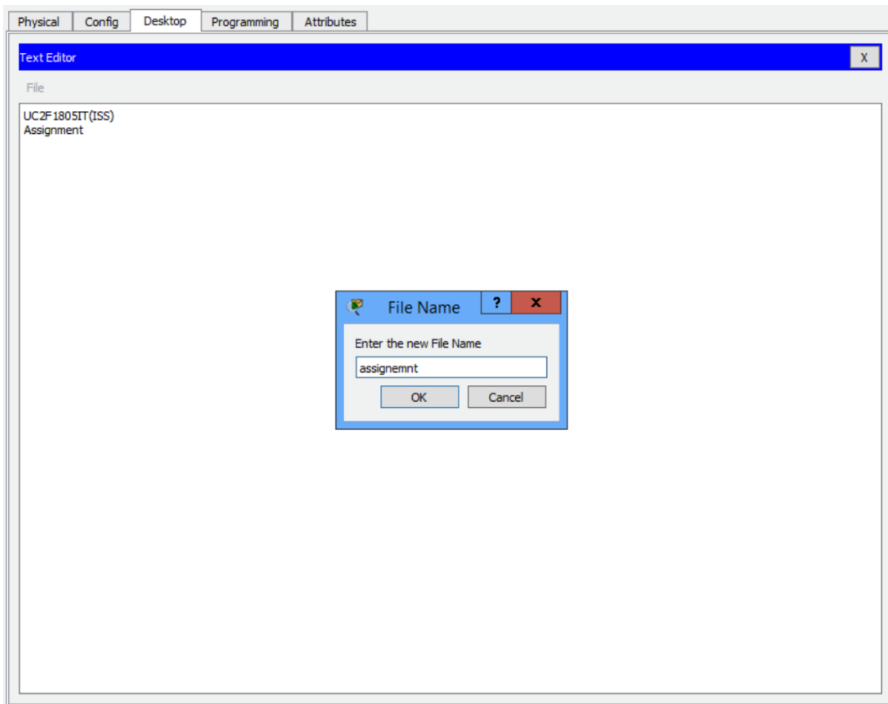 Physical Config Desktop Programming Attributes
Text Editor X
File
UC2F1805IT(ISS)
Assignment
File Name ? x
Enter the new File Name
assignemnt
OK Cancel